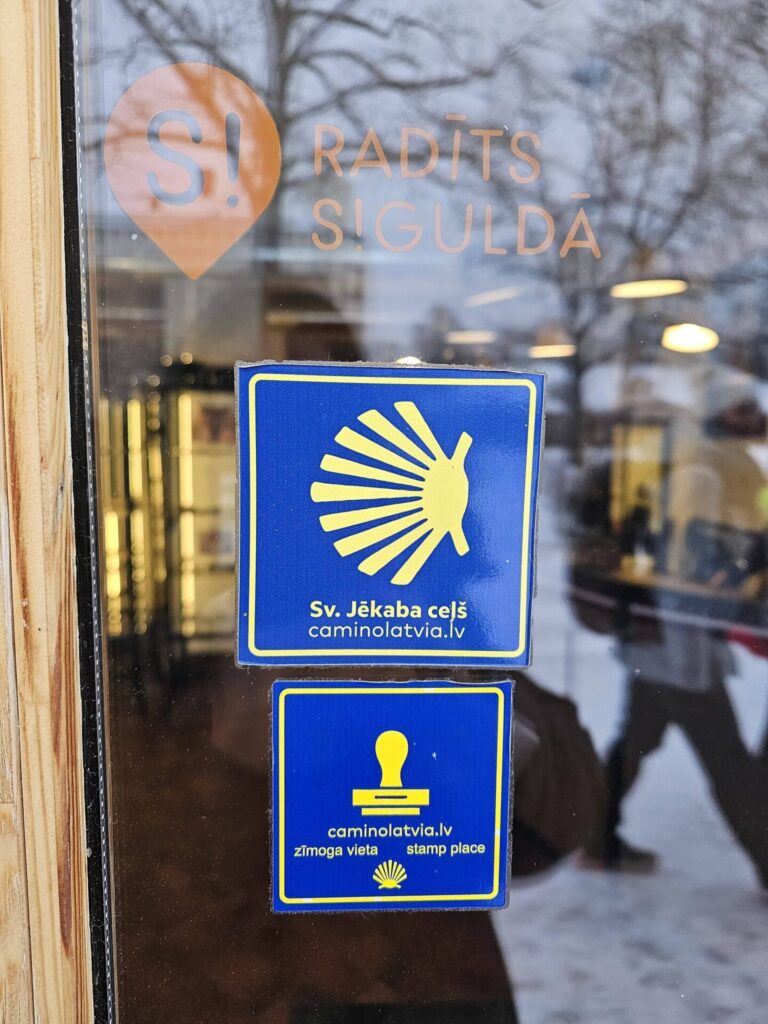 S!
RADĪTS
S!GULDĀ
Sv. Jēkaba ceļš
caminolatvia.lv
caminolatvia.lv
zīmoga vieta stamp place